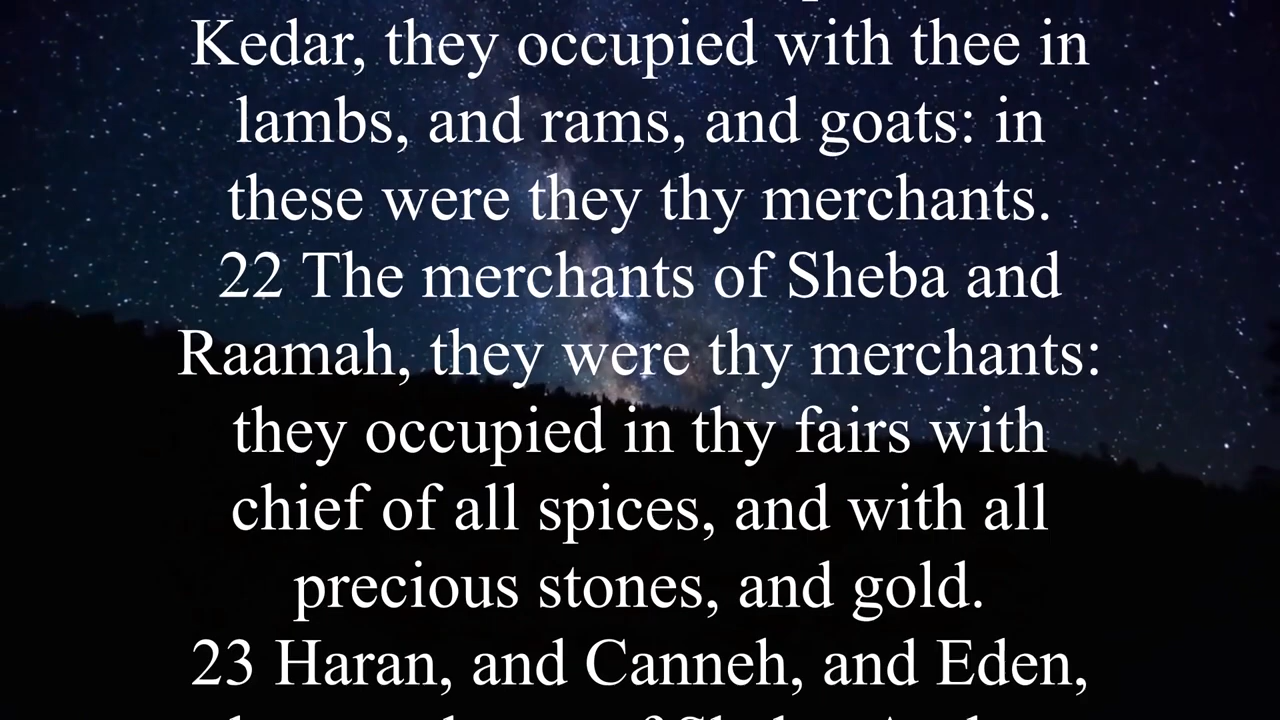 Kedar, they occupied with thee in
lambs, and rams, and goats: in
these were they thy merchants.
22 The merchants of Sheba and
Raamah, they were thy merchants:
they occupied in thy fairs with
chief of all spices, and with all
precious stones, and gold.
23 Haran, and Canneh, and Eden,